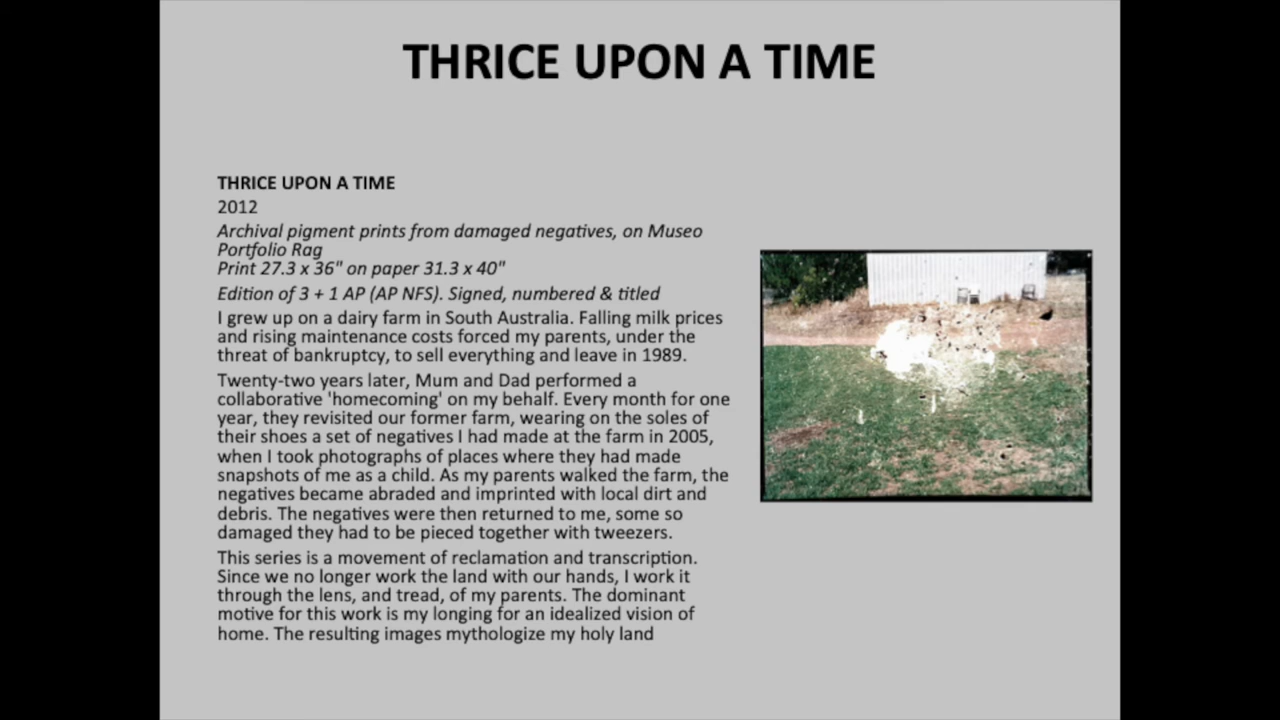 THRICE UPON A TIME
THRICE UPON A TIME
2012
Archival pigment prints from damaged negatives, on Museo
Portfolio Rag
Print 27.3 x 36" on paper 31.3 x 40"
Edition of 3 + 1 AP (AP NFS). Signed, numbered & titled
I grew up on a dairy farm in South Australia. Falling milk prices
and rising maintenance costs forced my parents, under the
threat of bankruptcy, to sell everything and leave in 1989.
Twenty-two years later, Mum and Dad performed a
collaborative 'homecoming' on my behalf. Every month for one
year, they revisited our former farm, wearing on the soles of
their shoes a set of negatives I had made at the farm in 2005,
when I took photographs of places where they had made
snapshots of me as a child. As my parents walked the farm, the
negatives became abraded and imprinted with local dirt and
debris. The negatives were then returned to me, some so
damaged they had to be pieced together with tweezers.
This series is a movement of reclamation and transcription.
Since we no longer work the land with our hands, I work it
through the lens, and tread, of my parents. The dominant
motive for this work is my longing for an idealized vision of
home. The resulting images mythologize my holy land